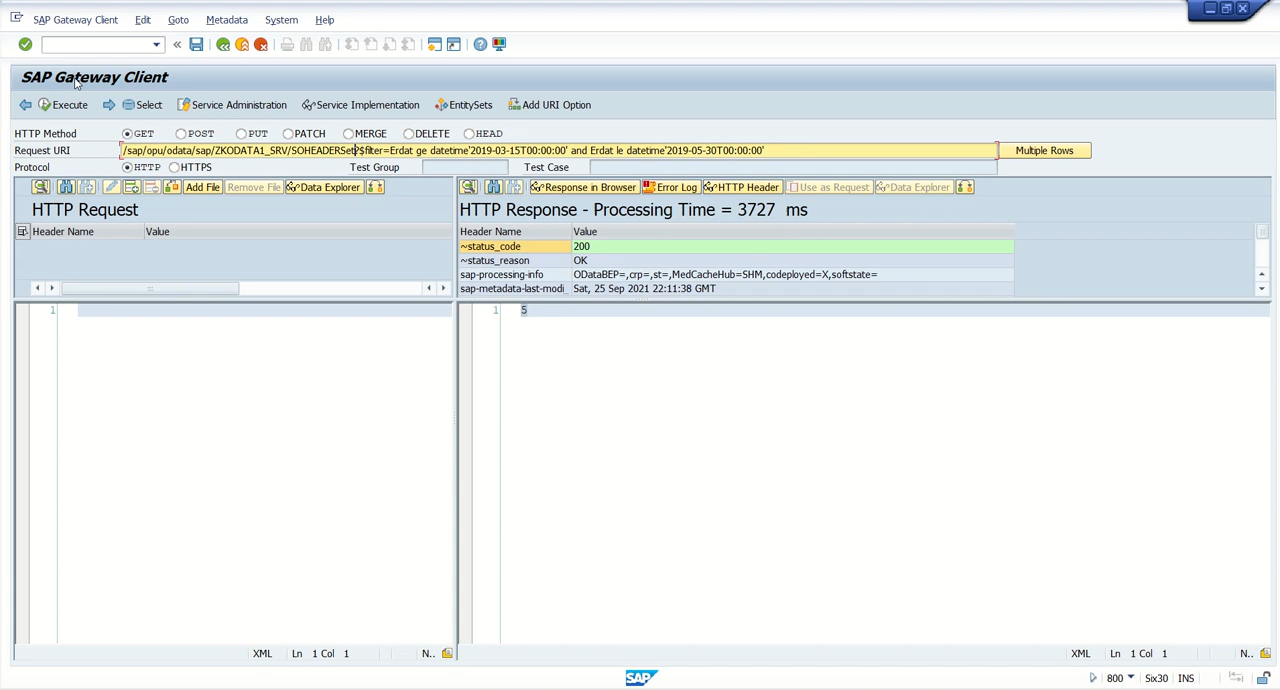 SAP Gateway Client Edit Goto Metadata System Help
SAP Gateway Client
Execute Select Service Administration Service Implementation EntitySets Add URI Option
HTTP Method GET POST PUT PATCH MERGE DELETE HEAD
Request URI /sap/opu/odata/sap/ZKODATA1_SRV/SOHEADERSet?$filter=Erdat ge datetime'2019-03-15T00:00:00' and Erdat le datetime'2019-05-30T00:00:00' Multiple Rows
Protocol HTTP HTTPS Test Group Test Case
Add File Remove File Data Explorer Response in Browser Error Log HTTP Header Use as Request Data Explorer
HTTP Request HTTP Response - Processing Time = 3727 ms
Header Name Value Header Name Value
~status_code 200
~status_reason OK
sap-processing-info ODataBEP=,crp=,st=,MedCacheHub=SHM,codeployed=X,softstate=
sap-metadata-last-modi_ Sat, 25 Sep 2021 22:11:38 GMT
1 1 5
XML Ln 1 Col 1 N.. XML Ln 1 Col 1 N..
SAP 800 Six30 INS